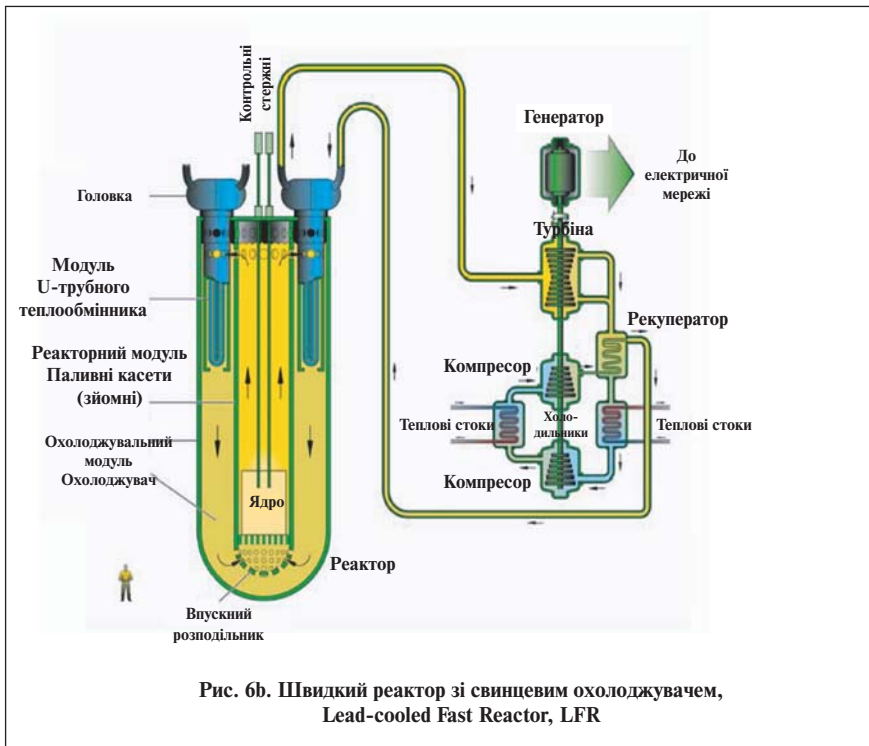 Контрольні
стержні
Генератор
До
електричної
мережі
Головка
Турбіна
Модуль
U-трубного
теплообмінника
Рекуператор
Реакторний модуль
Паливні касети
(зйомні)
Компресор
Теплові стоки
Холо-
дильники
Теплові стоки
Охолоджувальний
модуль
Охолоджувач
Компресор
Ядро
Реактор
Впускний
розподільник
Рис. 6b. Швидкий реактор зі свинцевим охолоджувачем,
Lead-cooled Fast Reactor, LFR